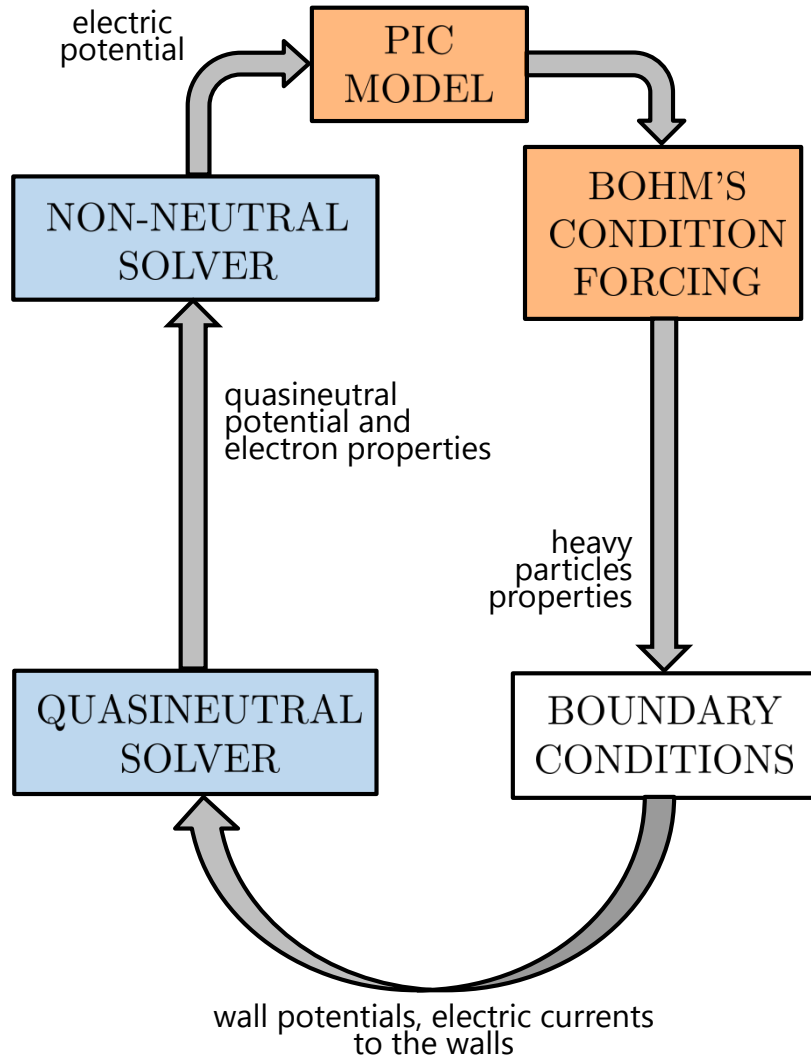 electric
potential
PIC
MODEL
NON-NEUTRAL
SOLVER
BOHM'S
CONDITION
FORCING
quasineutral
potential and
electron properties
heavy
particles
properties
QUASINEUTRAL
SOLVER
BOUNDARY
CONDITIONS
wall potentials, electric currents
to the walls